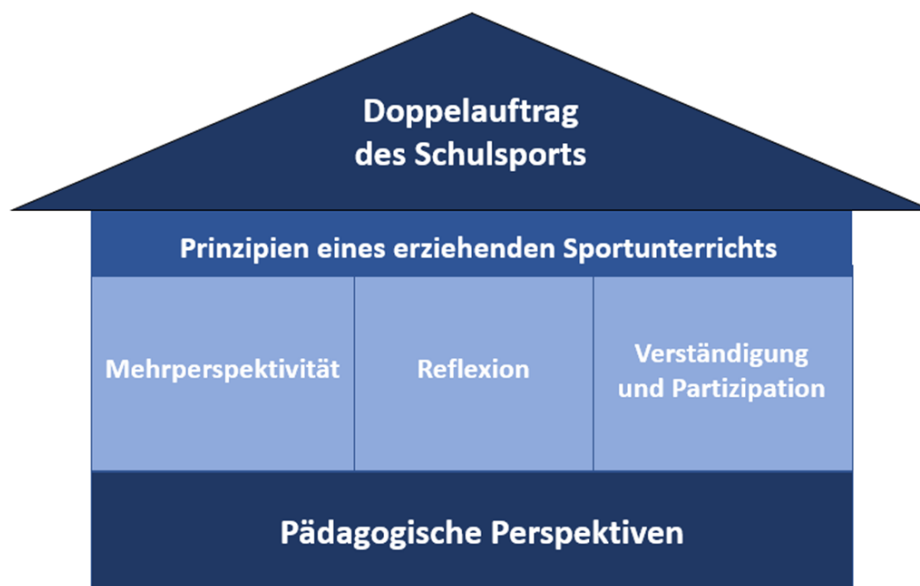 Doppelauftrag
des Schulsports
Prinzipien eines erziehenden Sportunterrichts
Mehrperspektivität
Reflexion
Verständigung
und Partizipation
Pädagogische Perspektiven